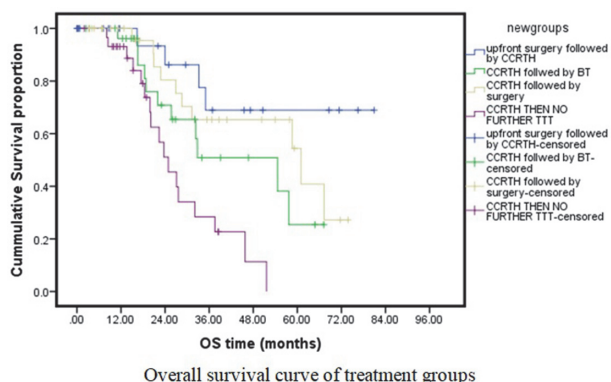 newgroups
upfront surgery followed
by CCRTH
CCRTH follwed by BT
CCRTH followed by
surgery
CCRTH THEN NO
FURTHER TTT
upfront surgery followed
by CCRTH-censored
CCRTH follwed by BT-
censored
CCRTH followed by
surgery-censored
CCRTH THEN NO
FURTHER TTT-censored
Cummulative Survival proportion
1.0
0.8
0.6
0.4
0.2
0.0
.00 12.00 24.00 36.00 48.00 60.00 72.00 84.00 96.00
OS time (months)
Overall survival curve of treatment groups